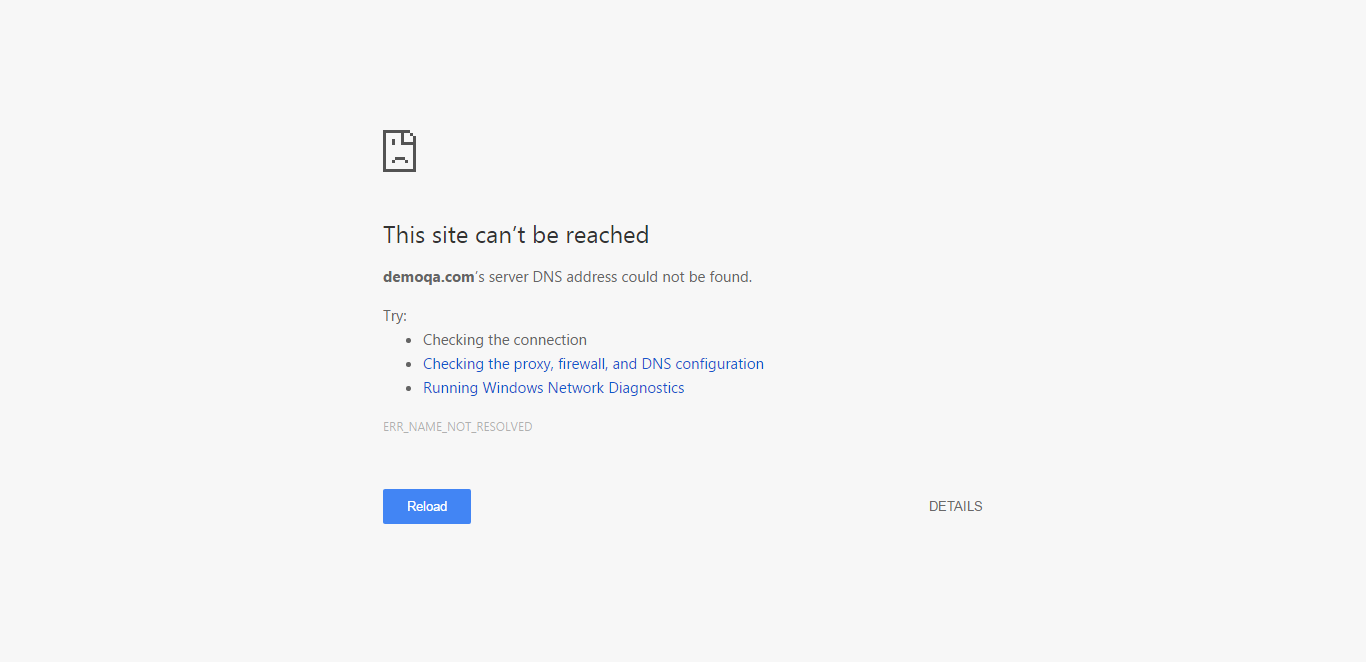 This site can’t be reached
demoqa.com’s server DNS address could not be found.
Try:
Checking the connection
Checking the proxy, firewall, and DNS configuration
Running Windows Network Diagnostics
ERR_NAME_NOT_RESOLVED
Reload
DETAILS